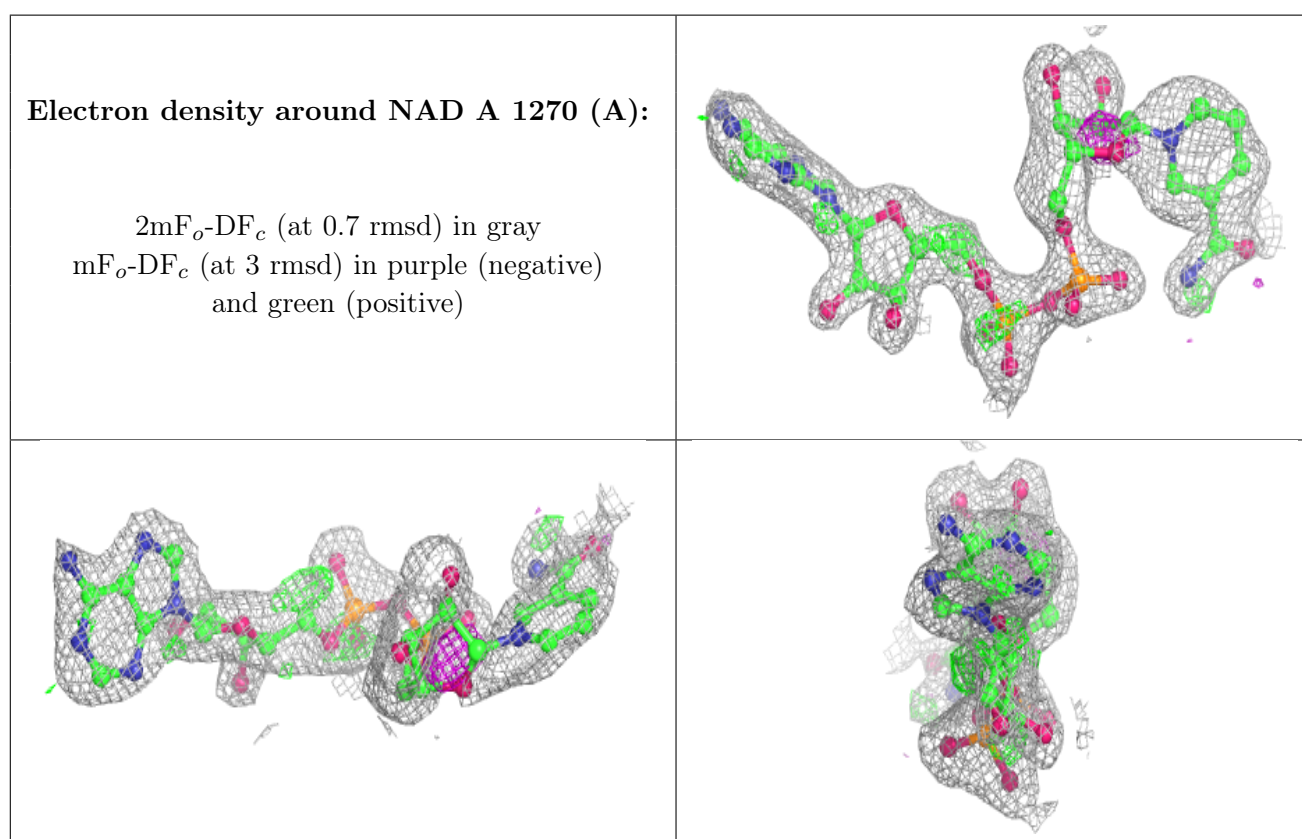 Electron density around NAD A 1270 (A):
2mFₒ-DF𝒸 (at 0.7 rmsd) in gray
mFₒ-DF𝒸 (at 3 rmsd) in purple (negative)
and green (positive)